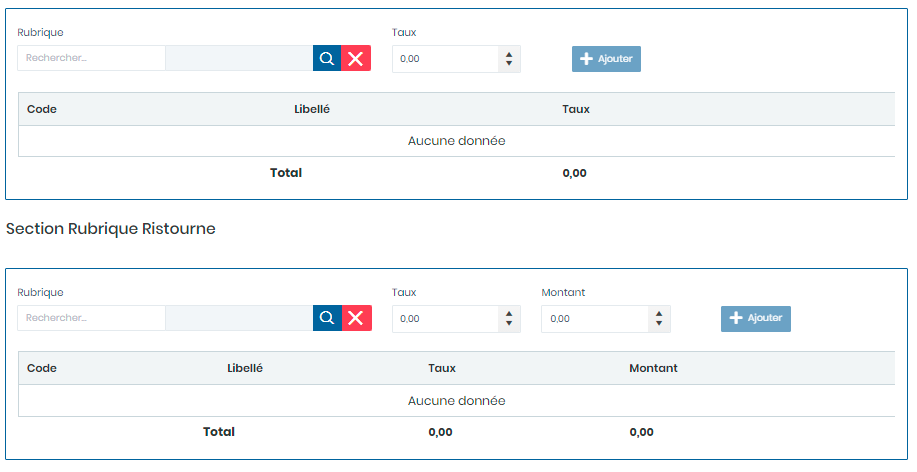 Rubrique Taux
Rechercher... 0,00 Ajouter
Code Libellé Taux
Aucune donnée
Total 0,00
Section Rubrique Ristourne
Rubrique Taux Montant
Rechercher... 0,00 0,00 Ajouter
Code Libellé Taux Montant
Aucune donnée
Total 0,00 0,00